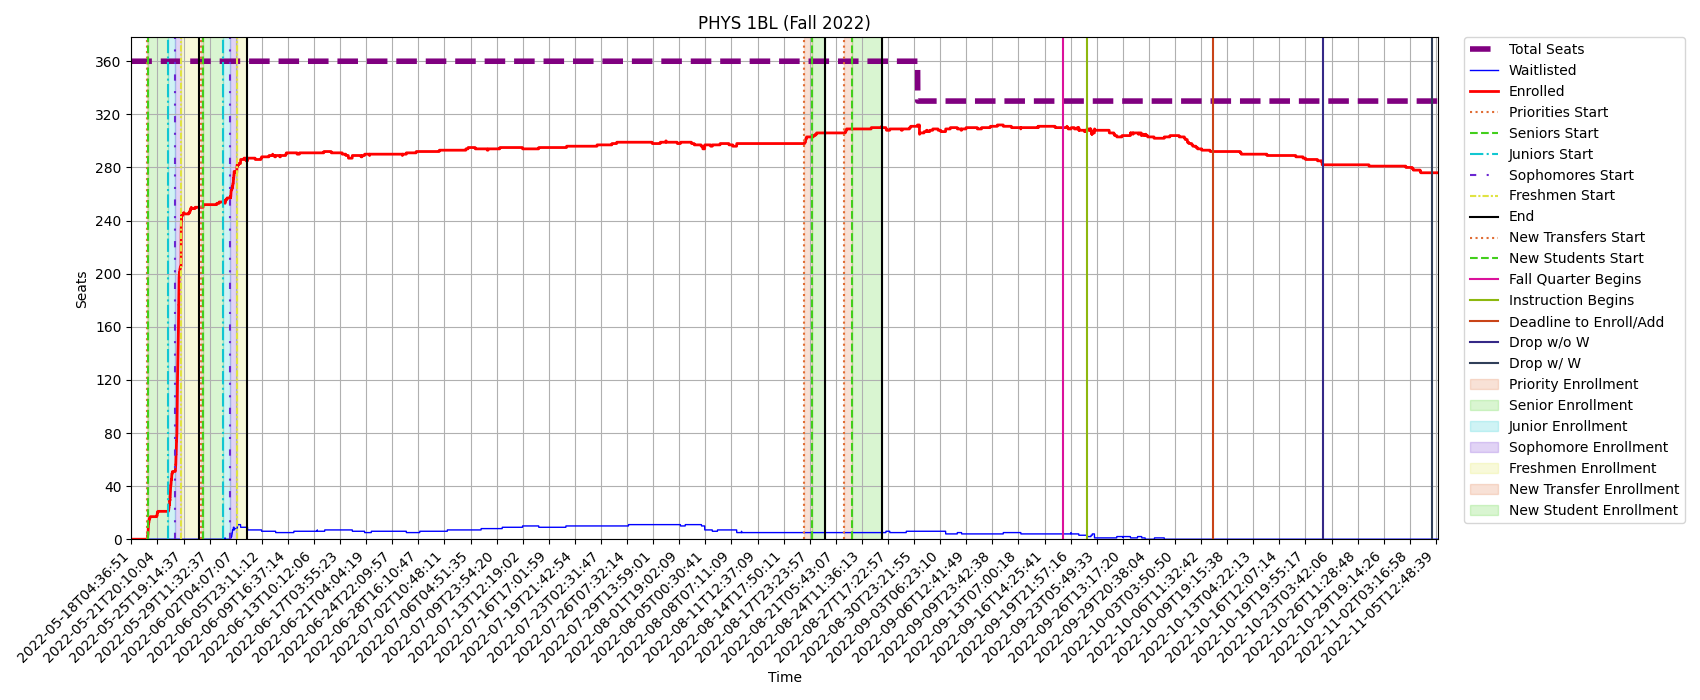 PHYS 1BL (Fall 2022)
Seats
360
320
280
240
200
160
120
80
40
0
2022-05-18T04:36:51
2022-05-21T20:10:04
2022-05-25T19:14:37
2022-05-29T11:32:37
2022-06-02T04:07:07
2022-06-05T23:11:12
2022-06-09T16:37:14
2022-06-13T10:12:06
2022-06-17T03:55:23
2022-06-21T04:04:19
2022-06-24T22:09:57
2022-06-28T16:10:47
2022-07-02T10:48:11
2022-07-06T04:51:35
2022-07-09T23:54:20
2022-07-13T12:19:02
2022-07-16T17:01:59
2022-07-19T21:42:54
2022-07-23T02:31:47
2022-07-26T07:32:14
2022-07-29T13:59:01
2022-08-01T19:02:09
2022-08-05T00:30:41
2022-08-08T07:11:09
2022-08-11T12:37:09
2022-08-14T17:50:11
2022-08-17T23:23:57
2022-08-21T05:43:07
2022-08-24T11:36:13
2022-08-27T17:22:57
2022-08-30T23:21:55
2022-09-03T06:23:10
2022-09-06T12:41:49
2022-09-09T23:42:38
2022-09-13T07:00:18
2022-09-16T14:25:41
2022-09-19T21:57:16
2022-09-23T05:49:33
2022-09-26T13:17:20
2022-09-29T20:38:04
2022-10-03T03:50:50
2022-10-06T11:32:42
2022-10-09T19:15:38
2022-10-13T04:22:13
2022-10-16T12:07:14
2022-10-19T19:55:17
2022-10-23T03:42:06
2022-10-26T11:28:48
2022-10-29T19:14:26
2022-11-02T03:16:58
2022-11-05T12:48:39
Time
Total Seats
Waitlisted
Enrolled
Priorities Start
Seniors Start
Juniors Start
Sophomores Start
Freshmen Start
End
New Transfers Start
New Students Start
Fall Quarter Begins
Instruction Begins
Deadline to Enroll/Add
Drop w/o W
Drop w/ W
Priority Enrollment
Senior Enrollment
Junior Enrollment
Sophomore Enrollment
Freshmen Enrollment
New Transfer Enrollment
New Student Enrollment